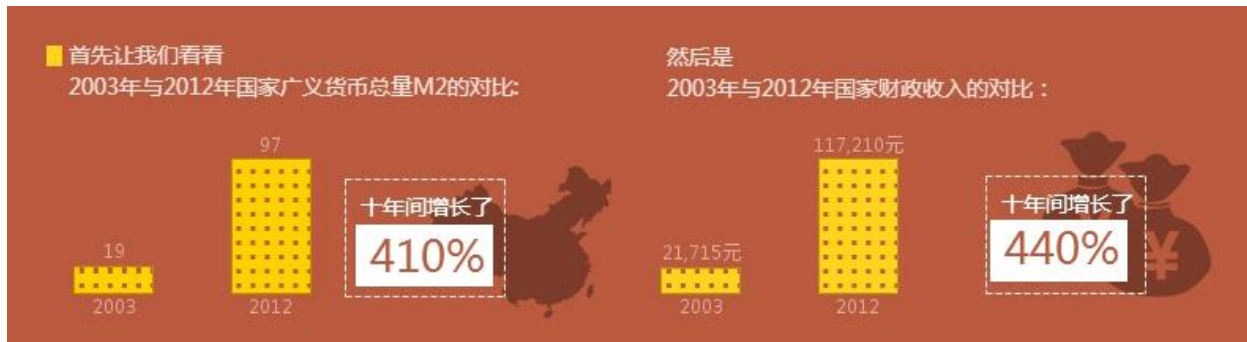 首先让我们看看
2003年与2012年国家广义货币总量M2的对比:
97
19
2003
2012
十年间增长了
410%
然后是
2003年与2012年国家财政收入的对比：
117,210元
21,715元
2003
2012
十年间增长了
440%
¥